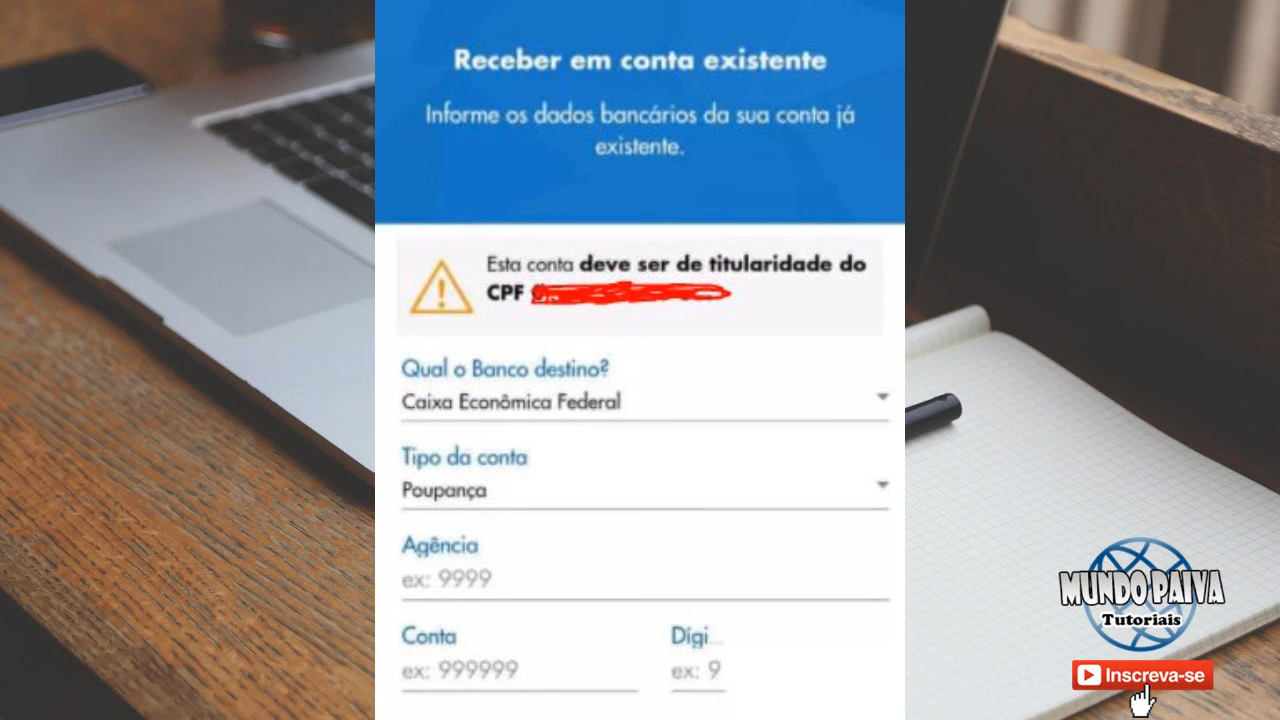 Receber em conta existente
Informe os dados bancários da sua conta já
existente.
Esta conta deve ser de titularidade do
CPF
Qual o Banco destino?
Caixa Econômica Federal
Tipo da conta
Poupança
Agência
ex: 9999
Conta
Dígi...
ex: 999999
ex: 9
MUNDO PAIVA
Tutoriais
Inscreva-se